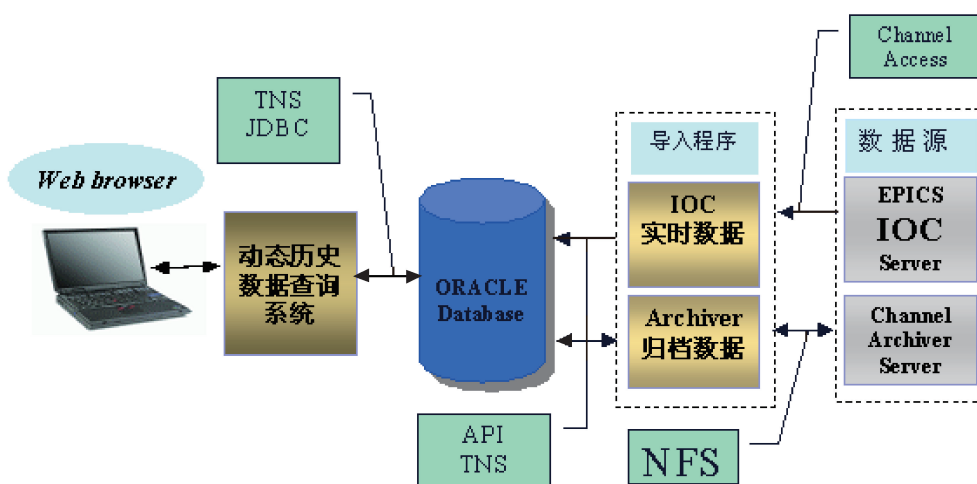 Channel
Access
TNS
JDBC
导入程序
数据源
Web browser
IOC
实时数据
EPICS
IOC
Server
动态历史
数据查询
系统
ORACLE
Database
Archiver
归档数据
Channel
Archiver
Server
API
TNS
NFS